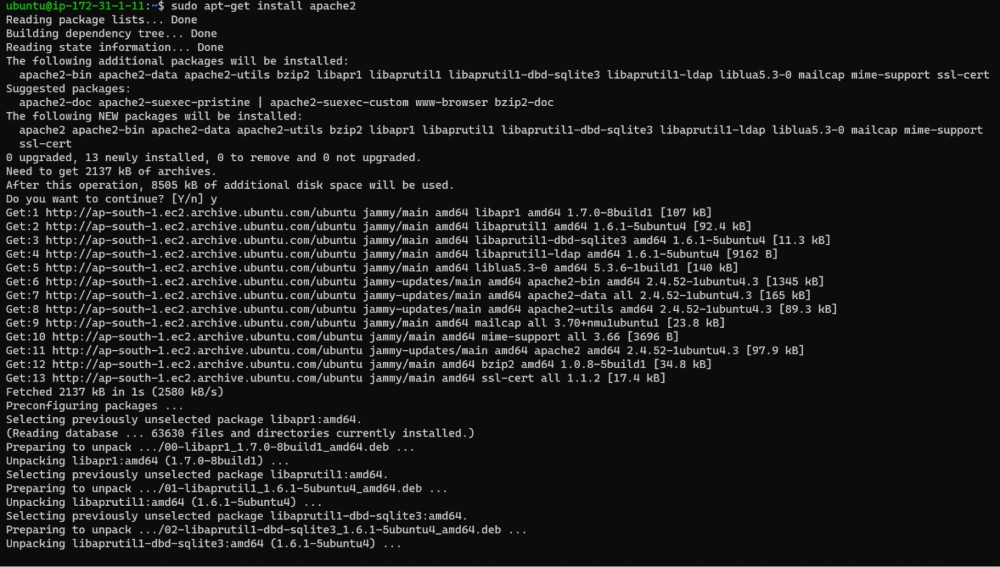 ubuntu@ip-172-31-1-11:~$ sudo apt-get install apache2
Reading package lists... Done
Building dependency tree... Done
Reading state information... Done
The following additional packages will be installed:
  apache2-bin apache2-data apache2-utils bzip2 libapr1 libaprutil1 libaprutil1-dbd-sqlite3 libaprutil1-ldap liblua5.3-0 mailcap mime-support ssl-cert
Suggested packages:
  apache2-doc apache2-suexec-pristine | apache2-suexec-custom www-browser bzip2-doc
The following NEW packages will be installed:
  apache2 apache2-bin apache2-data apache2-utils bzip2 libapr1 libaprutil1 libaprutil1-dbd-sqlite3 libaprutil1-ldap liblua5.3-0 mailcap mime-support
  ssl-cert
0 upgraded, 13 newly installed, 0 to remove and 0 not upgraded.
Need to get 2137 kB of archives.
After this operation, 8505 kB of additional disk space will be used.
Do you want to continue? [Y/n] y
Get:1 http://ap-south-1.ec2.archive.ubuntu.com/ubuntu jammy/main amd64 libapr1 amd64 1.7.0-8build1 [107 kB]
Get:2 http://ap-south-1.ec2.archive.ubuntu.com/ubuntu jammy/main amd64 libaprutil1 amd64 1.6.1-5ubuntu4 [92.4 kB]
Get:3 http://ap-south-1.ec2.archive.ubuntu.com/ubuntu jammy/main amd64 libaprutil1-dbd-sqlite3 amd64 1.6.1-5ubuntu4 [11.3 kB]
Get:4 http://ap-south-1.ec2.archive.ubuntu.com/ubuntu jammy/main amd64 libaprutil1-ldap amd64 1.6.1-5ubuntu4 [9162 B]
Get:5 http://ap-south-1.ec2.archive.ubuntu.com/ubuntu jammy/main amd64 liblua5.3-0 amd64 5.3.6-1build1 [140 kB]
Get:6 http://ap-south-1.ec2.archive.ubuntu.com/ubuntu jammy-updates/main amd64 apache2-bin amd64 2.4.52-1ubuntu4.3 [1345 kB]
Get:7 http://ap-south-1.ec2.archive.ubuntu.com/ubuntu jammy-updates/main amd64 apache2-data all 2.4.52-1ubuntu4.3 [165 kB]
Get:8 http://ap-south-1.ec2.archive.ubuntu.com/ubuntu jammy-updates/main amd64 apache2-utils amd64 2.4.52-1ubuntu4.3 [89.3 kB]
Get:9 http://ap-south-1.ec2.archive.ubuntu.com/ubuntu jammy/main amd64 mailcap all 3.70+nmu1ubuntu1 [23.8 kB]
Get:10 http://ap-south-1.ec2.archive.ubuntu.com/ubuntu jammy/main amd64 mime-support all 3.66 [3696 B]
Get:11 http://ap-south-1.ec2.archive.ubuntu.com/ubuntu jammy-updates/main amd64 apache2 amd64 2.4.52-1ubuntu4.3 [97.9 kB]
Get:12 http://ap-south-1.ec2.archive.ubuntu.com/ubuntu jammy/main amd64 bzip2 amd64 1.0.8-5build1 [34.8 kB]
Get:13 http://ap-south-1.ec2.archive.ubuntu.com/ubuntu jammy/main amd64 ssl-cert all 1.1.2 [17.4 kB]
Fetched 2137 kB in 1s (2580 kB/s)
Preconfiguring packages ...
Selecting previously unselected package libapr1:amd64.
(Reading database ... 63630 files and directories currently installed.)
Preparing to unpack .../00-libapr1_1.7.0-8build1_amd64.deb ...
Unpacking libapr1:amd64 (1.7.0-8build1) ...
Selecting previously unselected package libaprutil1:amd64.
Preparing to unpack .../01-libaprutil1_1.6.1-5ubuntu4_amd64.deb ...
Unpacking libaprutil1:amd64 (1.6.1-5ubuntu4) ...
Selecting previously unselected package libaprutil1-dbd-sqlite3:amd64.
Preparing to unpack .../02-libaprutil1-dbd-sqlite3_1.6.1-5ubuntu4_amd64.deb ...
Unpacking libaprutil1-dbd-sqlite3:amd64 (1.6.1-5ubuntu4) ...